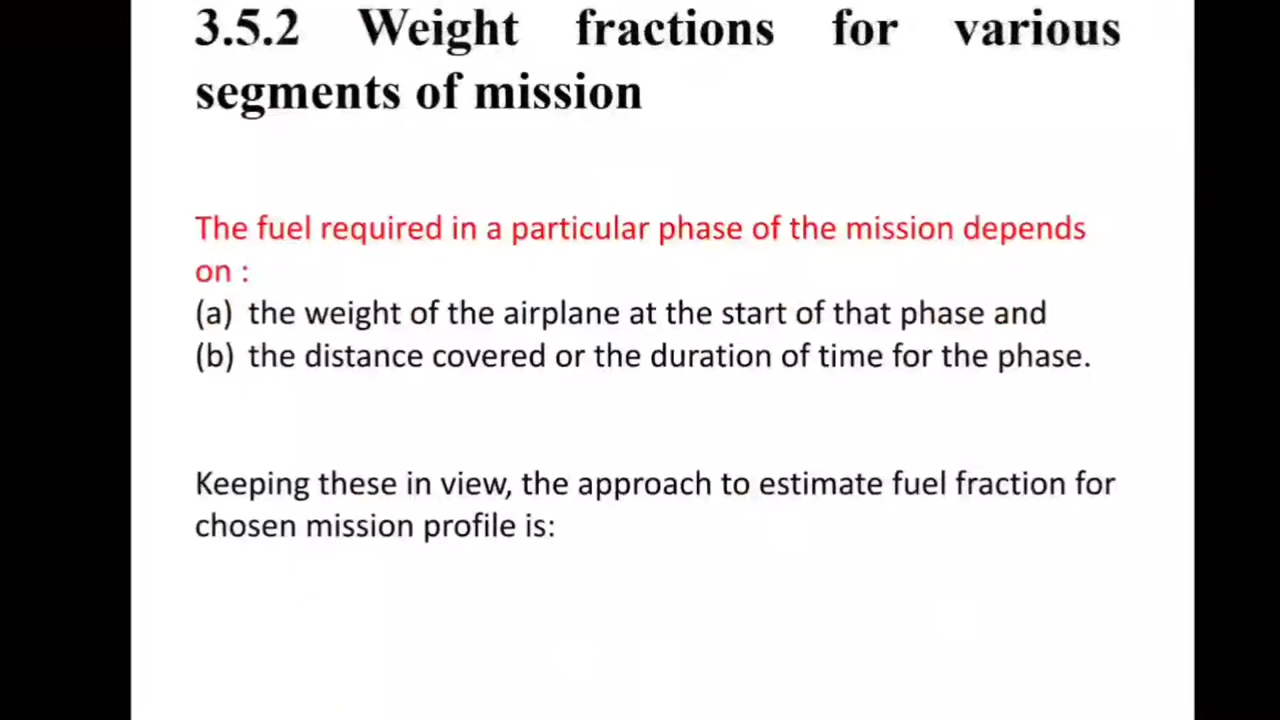 3.5.2 Weight fractions for various
segments of mission
The fuel required in a particular phase of the mission depends
on :
(a) the weight of the airplane at the start of that phase and
(b) the distance covered or the duration of time for the phase.
Keeping these in view, the approach to estimate fuel fraction for
chosen mission profile is: